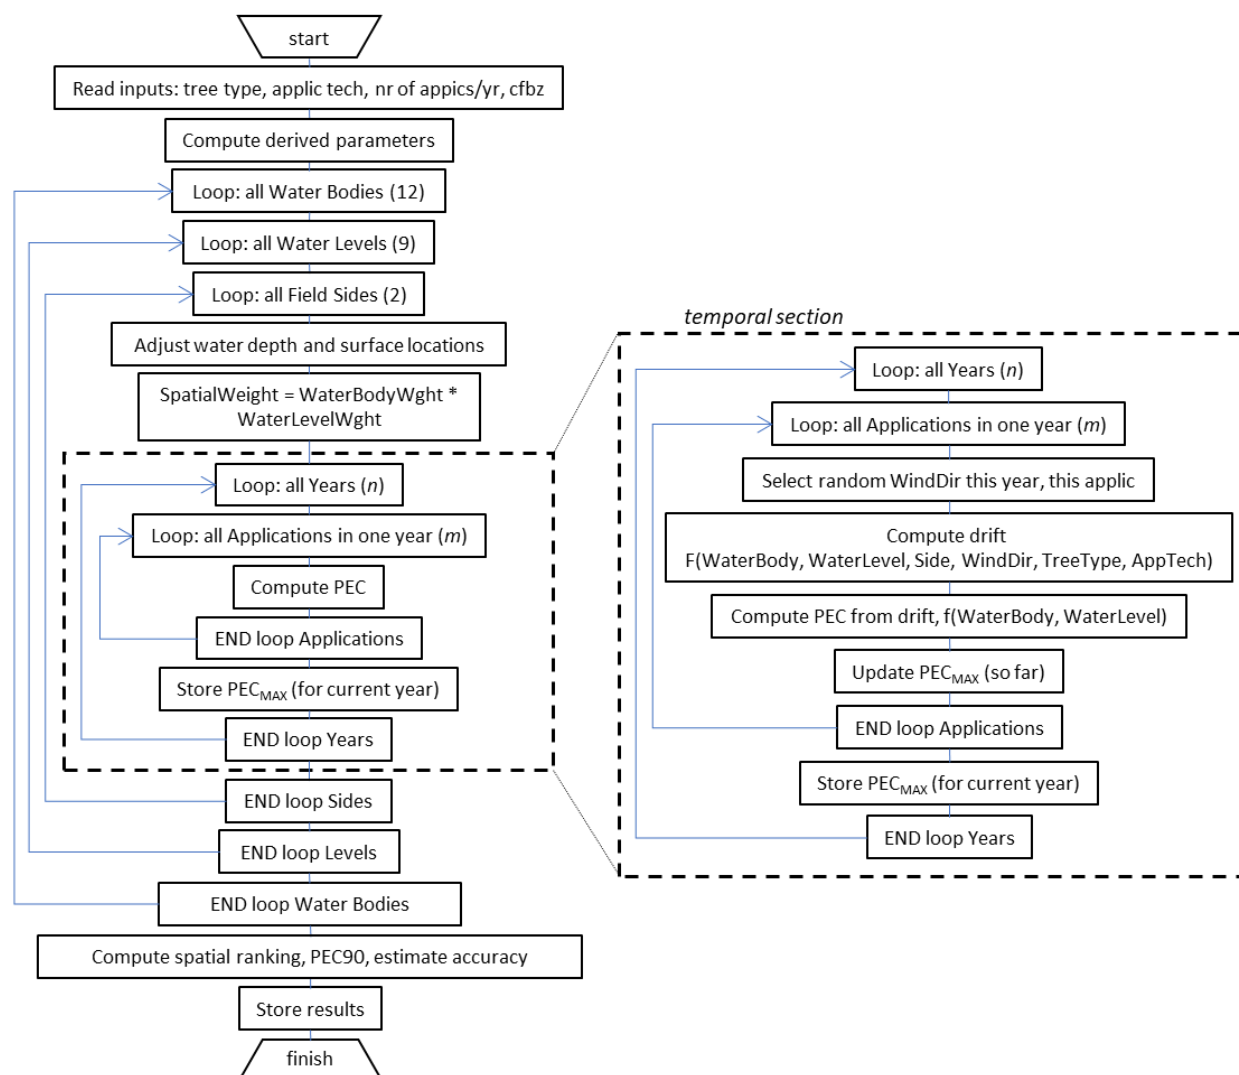 start
Read inputs: tree type, applic tech, nr of appics/yr, cfbz
Compute derived parameters
Loop: all Water Bodies (12)
Loop: all Water Levels (9)
Loop: all Field Sides (2)
Adjust water depth and surface locations
SpatialWeight = WaterBodyWght *
WaterLevelWght
Loop: all Years (n)
Loop: all Applications in one year (m)
Compute PEC
END loop Applications
Store PECMAX (for current year)
END loop Years
END loop Sides
END loop Levels
END loop Water Bodies
Compute spatial ranking, PEC90, estimate accuracy
Store results
finish
temporal section
Loop: all Years (n)
Loop: all Applications in one year (m)
Select random WindDir this year, this applic
Compute drift
F(WaterBody, WaterLevel, Side, WindDir, TreeType, AppTech)
Compute PEC from drift, f(WaterBody, WaterLevel)
Update PECMAX (so far)
END loop Applications
Store PECMAX (for current year)
END loop Years